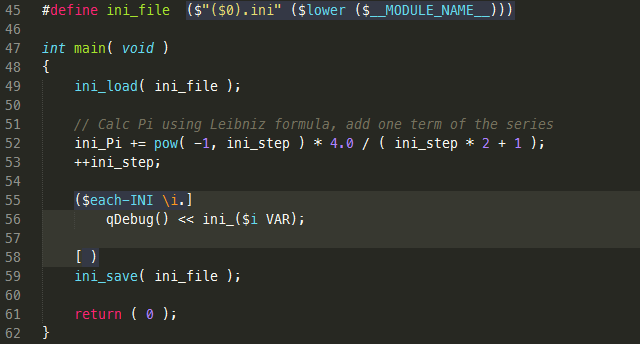 45 #define ini_file ($"($0).ini" ($lower ($__MODULE_NAME__)))
46
47 int main( void )
48 {
49     ini_load( ini_file );
50
51     // Calc Pi using Leibniz formula, add one term of the series
52     ini_Pi += pow( -1, ini_step ) * 4.0 / ( ini_step * 2 + 1 );
53     ++ini_step;
54
55     ($each-INI \i.]
56         qDebug() << ini_($i VAR);
57
58     [ )
59     ini_save( ini_file );
60
61     return ( 0 );
62 }